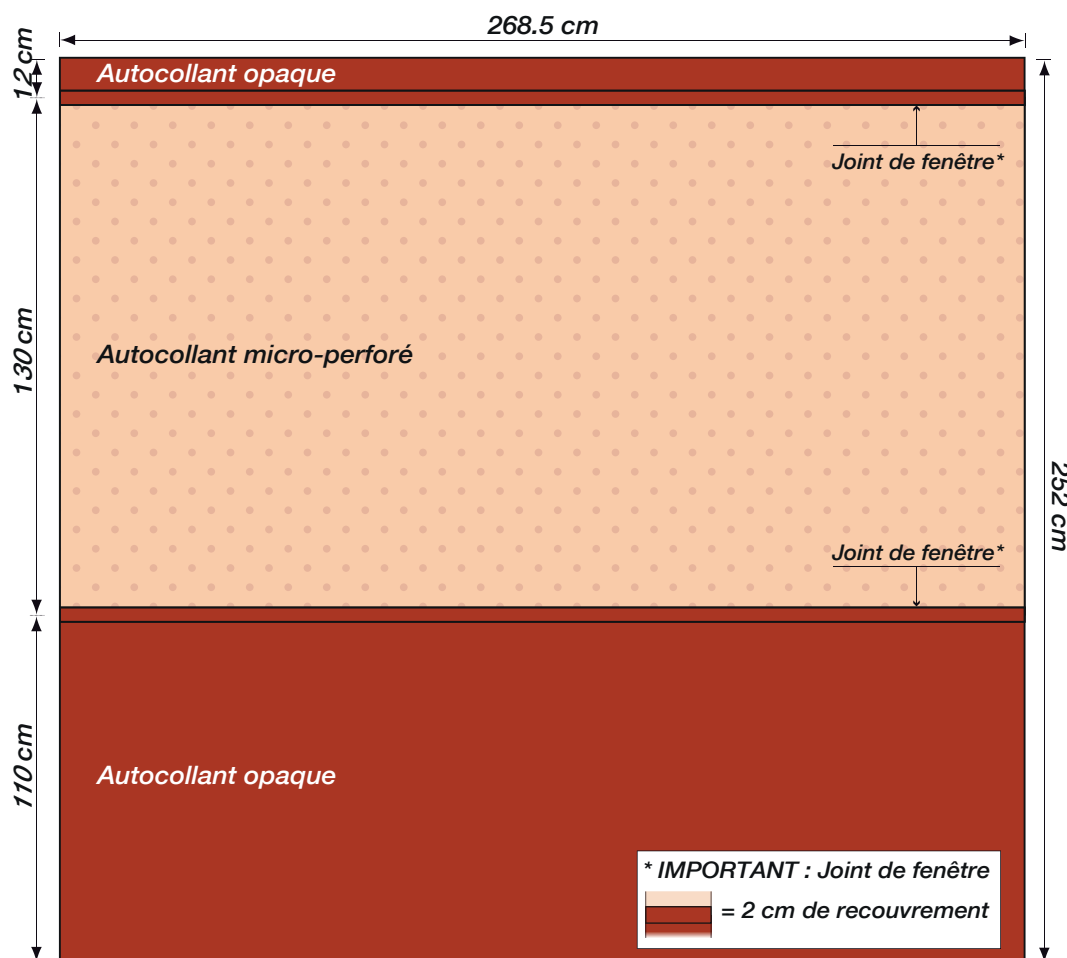 268.5 cm
12 cm
Autocollant opaque
Joint de fenêtre*
130 cm
Autocollant micro-perforé
252 cm
Joint de fenêtre*
110 cm
Autocollant opaque
* IMPORTANT : Joint de fenêtre
= 2 cm de recouvrement